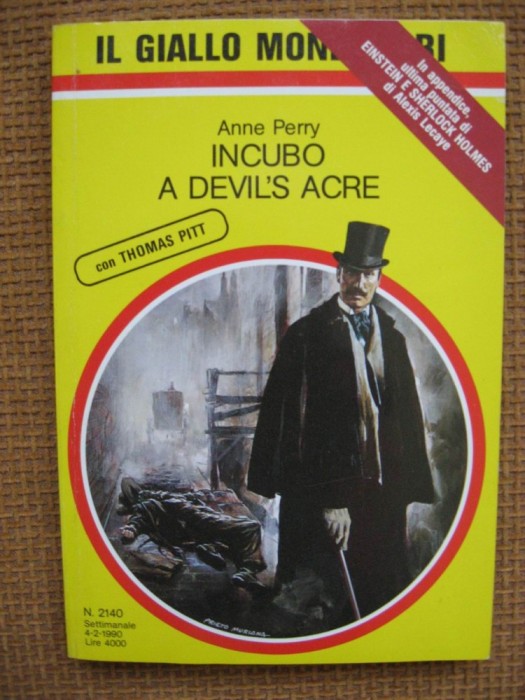 IL GIALLO MON RI
In appendice,
ultima puntata di
EINSTEIN E SHERLOCK HOLMES
di Alexis Lecaye
Anne Perry
INCUBO
A DEVIL'S ACRE
con THOMAS PITT
N. 2140
Settimanale
4-2-1990
Lire 4000